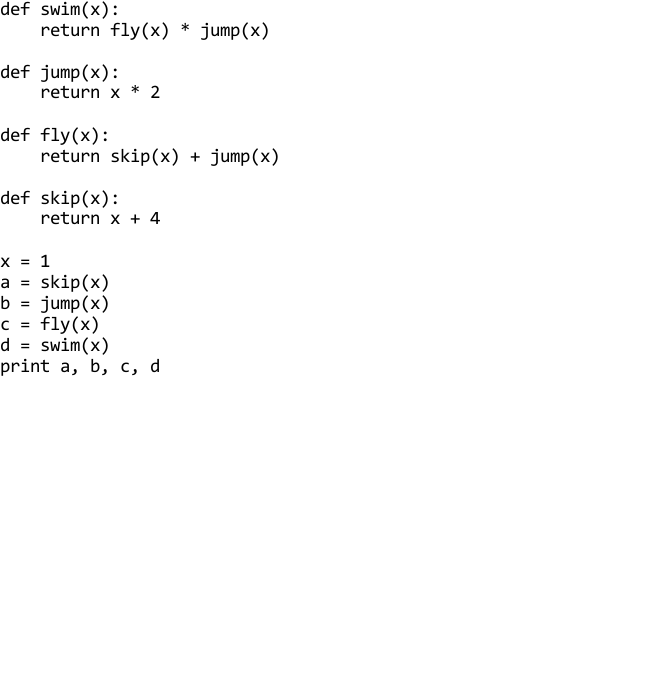 def swim(x):
    return fly(x) * jump(x)

def jump(x):
    return x * 2

def fly(x):
    return skip(x) + jump(x)

def skip(x):
    return x + 4

x = 1
a = skip(x)
b = jump(x)
c = fly(x)
d = swim(x)
print a, b, c, d